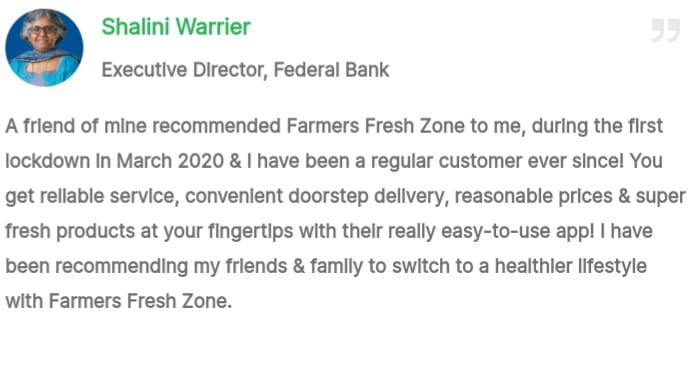 Shalini Warrier
Executive Director, Federal Bank
A friend of mine recommended Farmers Fresh Zone to me, during the first
lockdown in March 2020 & I have been a regular customer ever since! You
get reliable service, convenient doorstep delivery, reasonable prices & super
fresh products at your fingertips with their really easy-to-use app! I have
been recommending my friends & family to switch to a healthier lifestyle
with Farmers Fresh Zone.